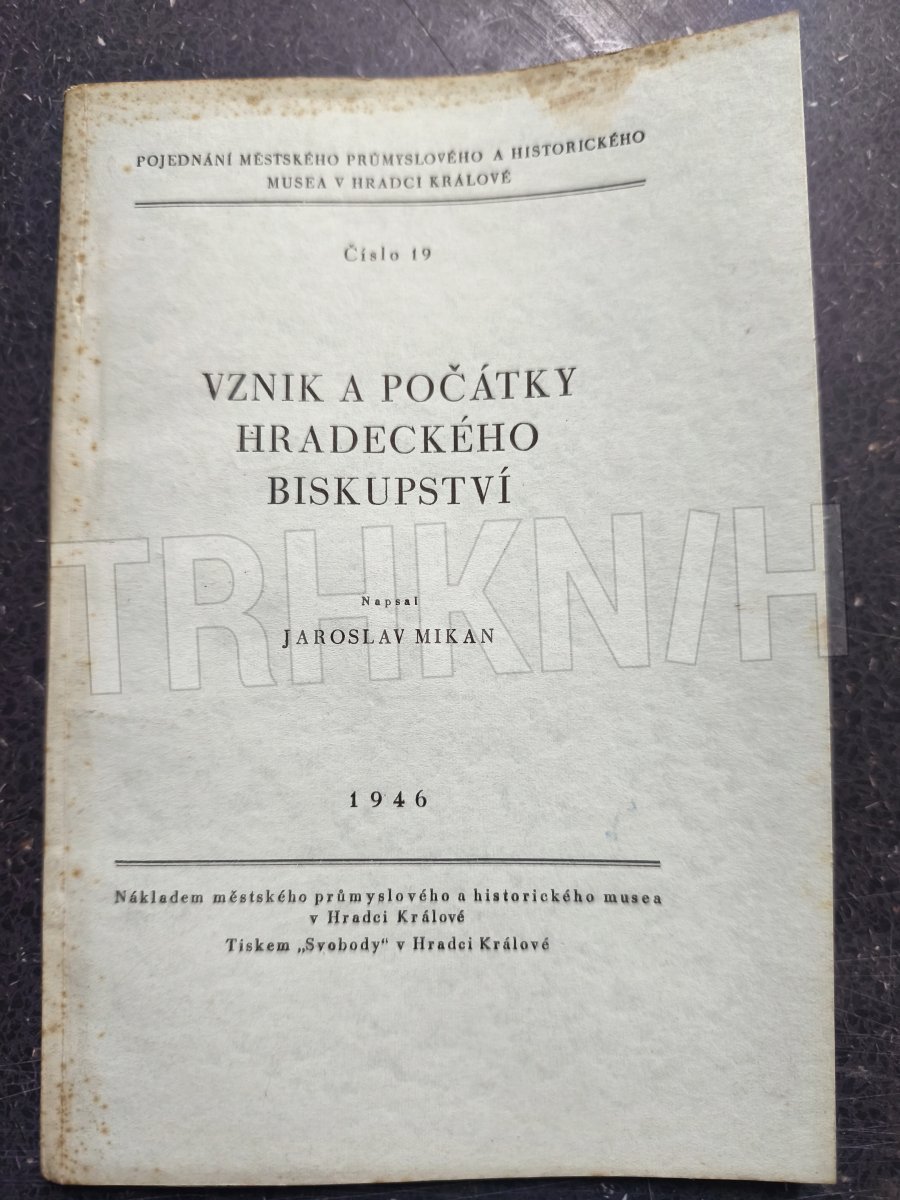 POJEDNÁNÍ MĚSTSKÉHO PRŮMYSLOVÉHO A HISTORICKÉHO
MUSEA V HRADCI KRÁLOVÉ
Číslo 19
VZNIK A POČÁTKY
HRADECKÉHO
BISKUPSTVÍ
TRHKN/H
Napsal
JAROSLAV MIKAN
1946
Nákladem městského průmyslového a historického musea
v Hradci Králové
Tiskem „Svobody“ v Hradci Králové